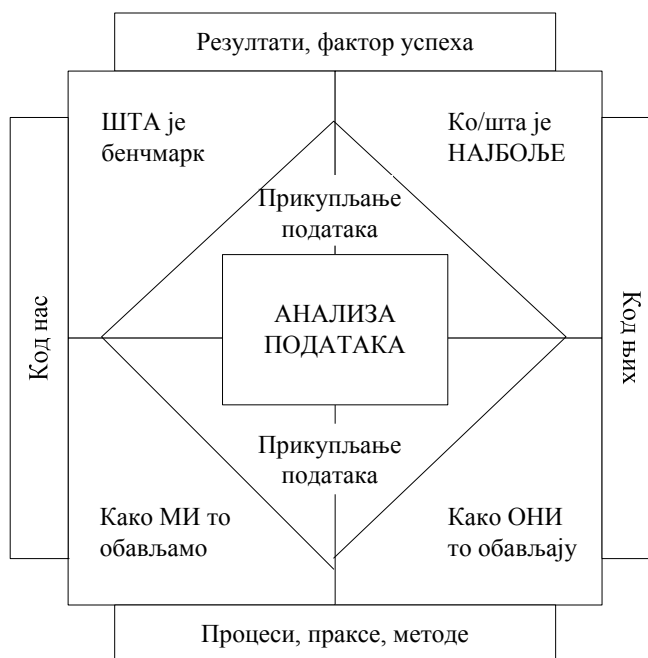 Резултати, фактор успеха
ШТА је
бенчмарк
Ко/шта је
НАЈБОЉЕ
Прикупљање
података
Код нас
АНАЛИЗА
ПОДАТАКА
Код њих
Прикупљање
података
Како МИ то
обављамо
Како ОНИ
то обављају
Процеси, праксе, методе